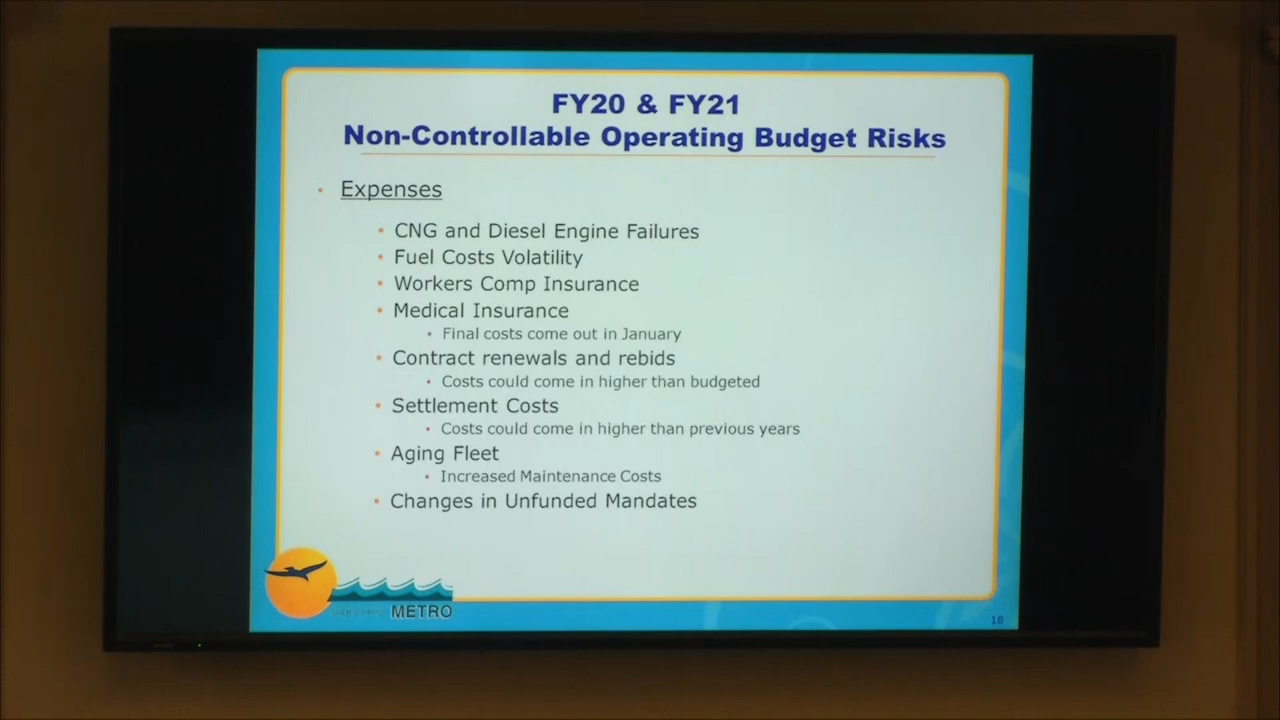 FY20 & FY21
Non-Controllable Operating Budget Risks
• Expenses
• CNG and Diesel Engine Failures
• Fuel Costs Volatility
• Workers Comp Insurance
• Medical Insurance
• Final costs come out in January
• Contract renewals and rebids
• Costs could come in higher than budgeted
• Settlement Costs
• Costs could come in higher than previous years
• Aging Fleet
• Increased Maintenance Costs
• Changes in Unfunded Mandates
METRO
18